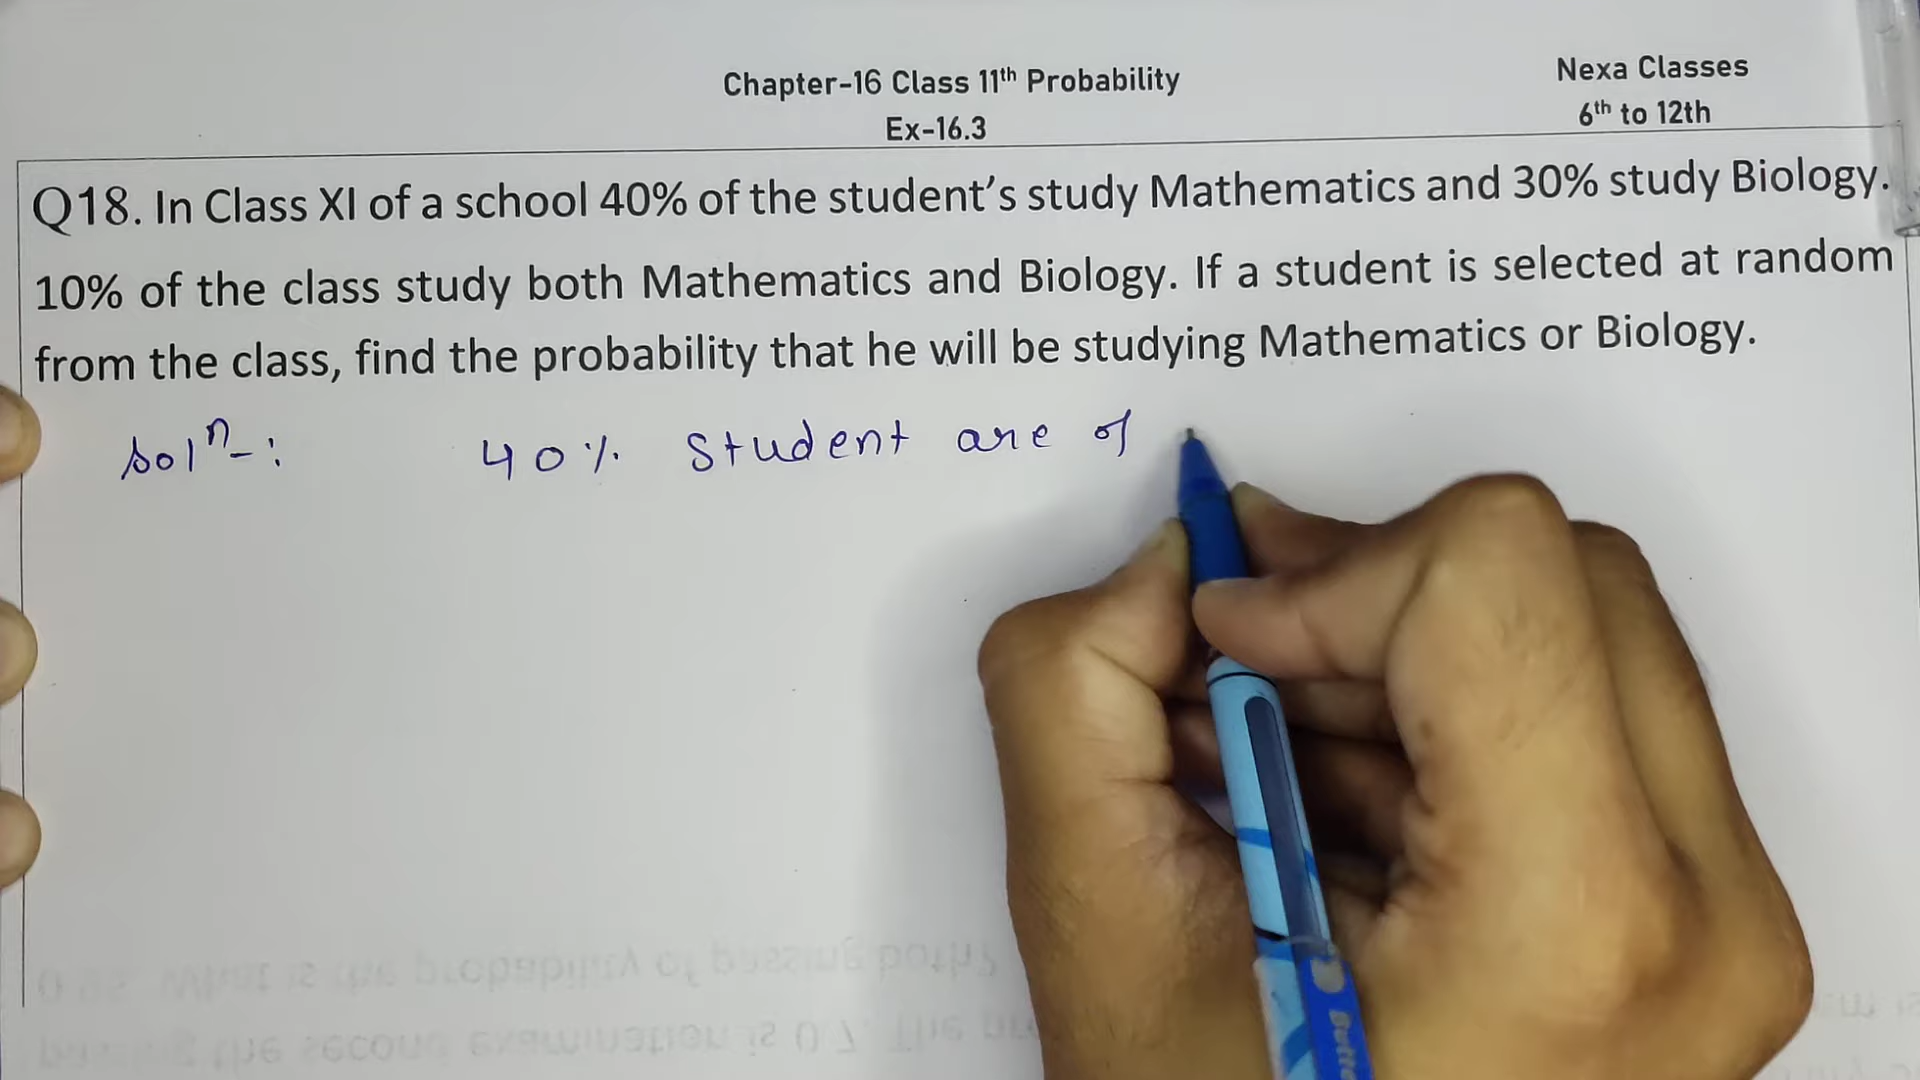 Chapter-16 Class 11th Probability
Ex-16.3
Nexa Classes
6th to 12th
Q18. In Class XI of a school 40% of the student’s study Mathematics and 30% study Biology.
10% of the class study both Mathematics and Biology. If a student is selected at random
from the class, find the probability that he will be studying Mathematics or Biology.
Solⁿ-: 40% Student are of